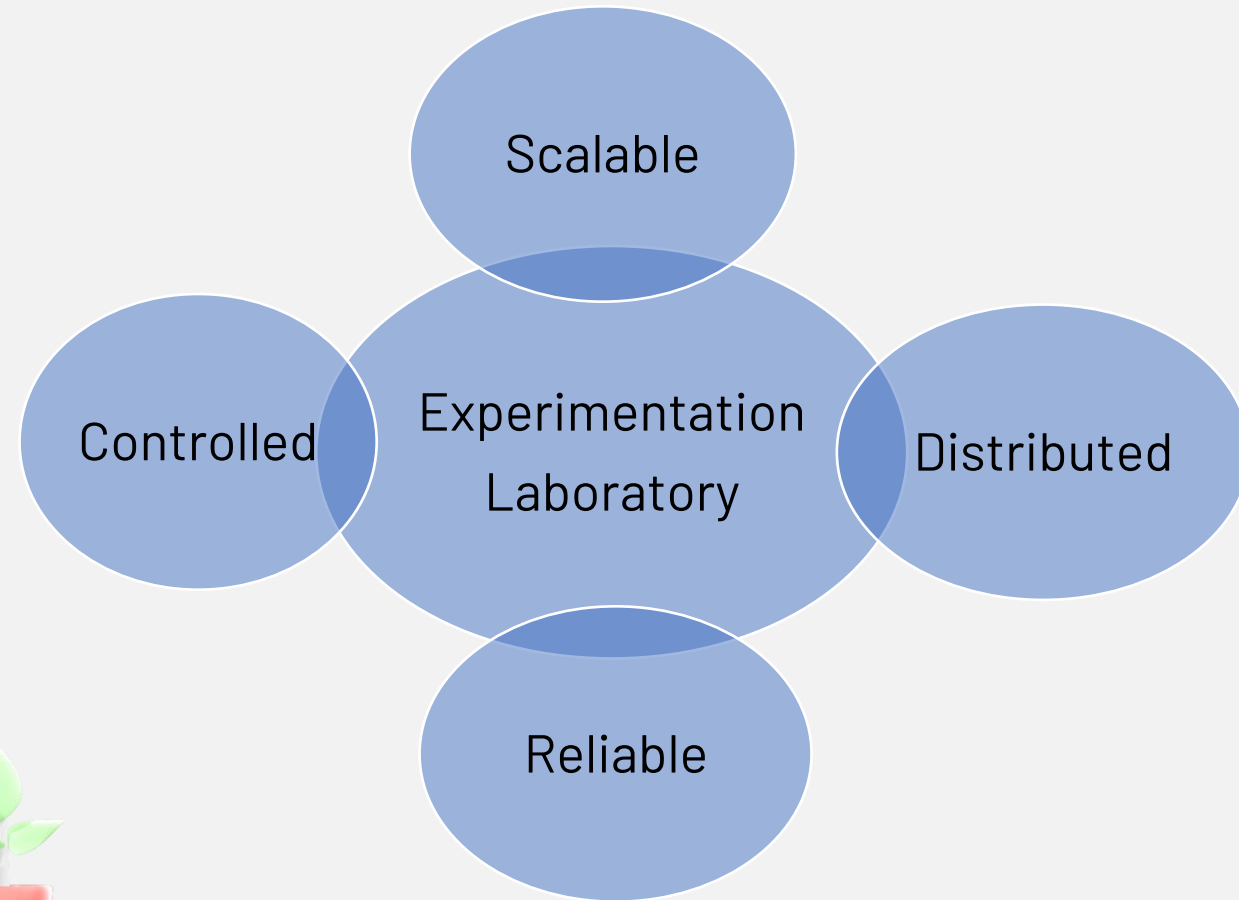 Scalable
Controlled
Experimentation
Laboratory
Distributed
Reliable